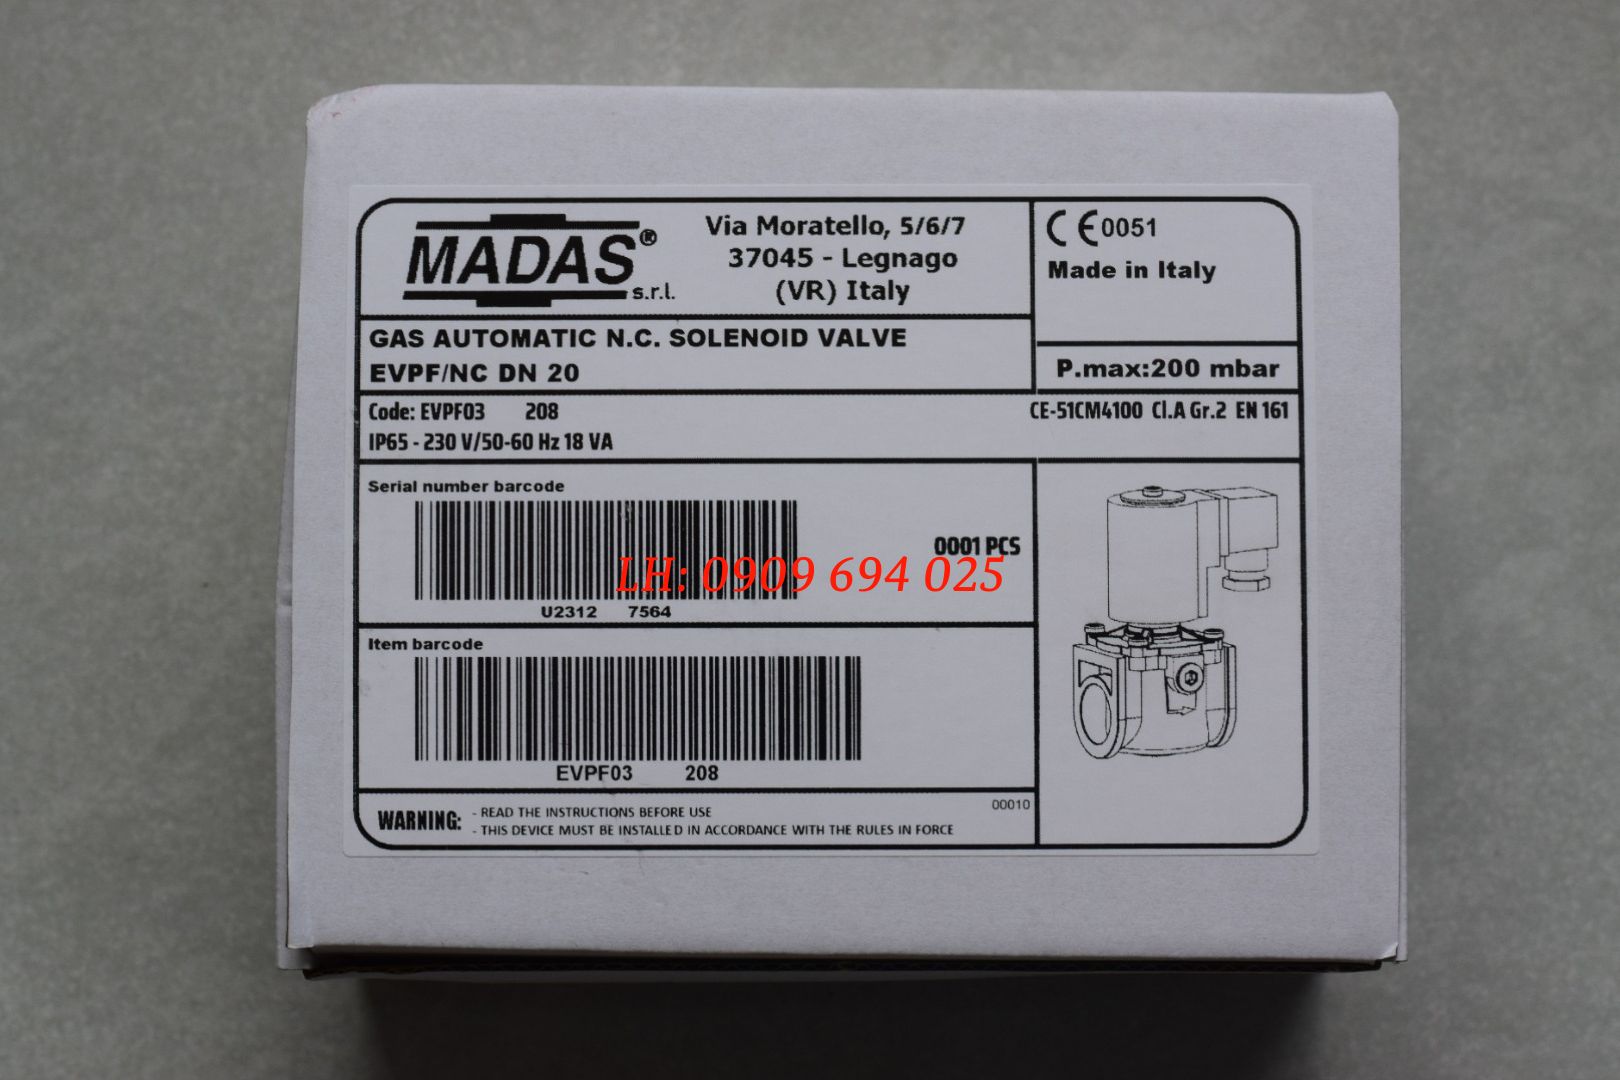 MADAS®
s.r.l.
Via Moratello, 5/6/7
37045 - Legnago
(VR) Italy
CE0051
Made in Italy
GAS AUTOMATIC N.C. SOLENOID VALVE
EVPF/NC DN 20
P.max:200 mbar
Code: EVPF03 208
CE-51CM4100 Cl.A Gr.2 EN 161
IP65 - 230 V/50-60 Hz 18 VA
Serial number barcode
0001 PCS
LH: 0909 694 025
U2312 7564
Item barcode
EVPF03 208
00010
WARNING: - READ THE INSTRUCTIONS BEFORE USE
- THIS DEVICE MUST BE INSTALLED IN ACCORDANCE WITH THE RULES IN FORCE